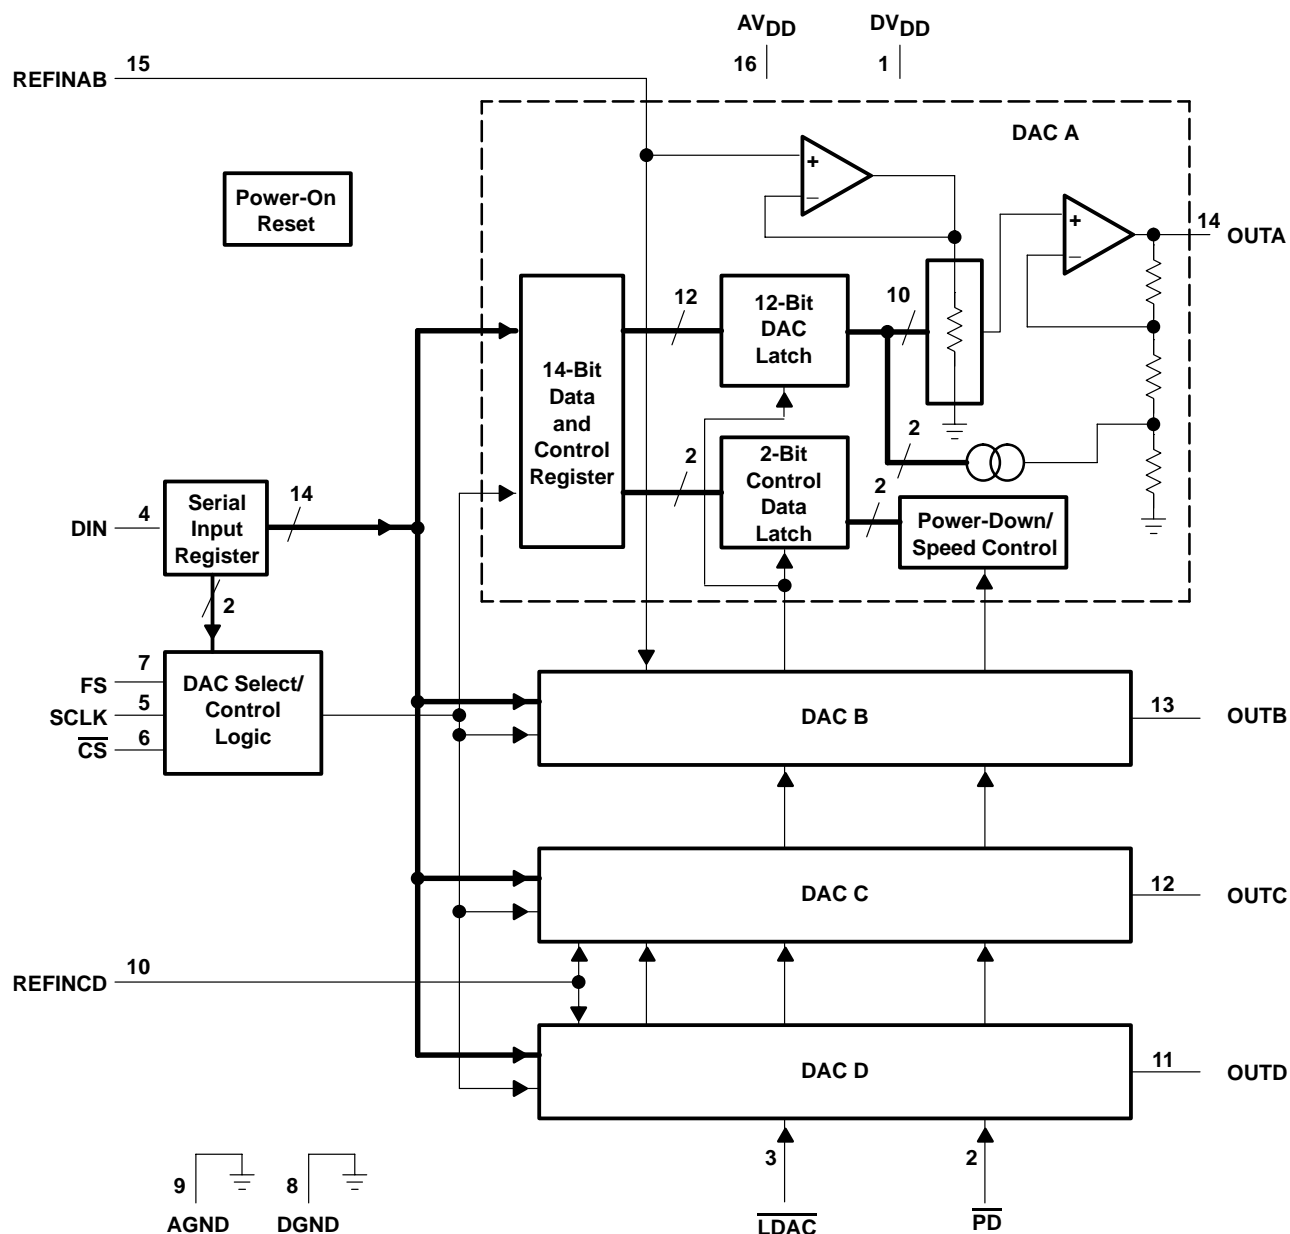 AVDD
DVDD
16
1
REFINAB
15
DAC A
Power-On
Reset
14
OUTA
12
12-Bit
DAC
Latch
10
14-Bit
Data
and
Control
Register
2
2
2-Bit
Control
Data
Latch
2
Power-Down/
Speed Control
DIN
4
Serial
Input
Register
14
2
7
FS
5
SCLK
6
CS
DAC Select/
Control
Logic
DAC B
13
OUTB
DAC C
12
OUTC
REFINCD
10
DAC D
11
OUTD
9
8
3
2
AGND
DGND
LDAC
PD